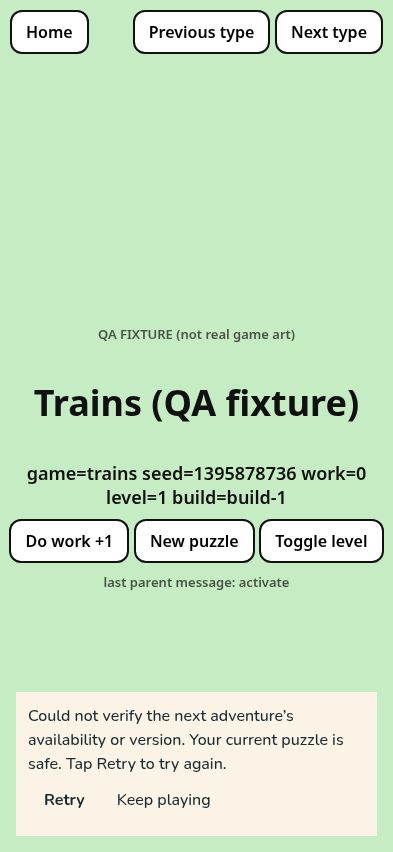 Home
Previous type
Next type
QA FIXTURE (not real game art)
Trains (QA fixture)
game=trains seed=1395878736 work=0
level=1 build=build-1
Do work +1
New puzzle
Toggle level
last parent message: activate
Could not verify the next adventure’s
availability or version. Your current puzzle is
safe. Tap Retry to try again.
Retry
Keep playing